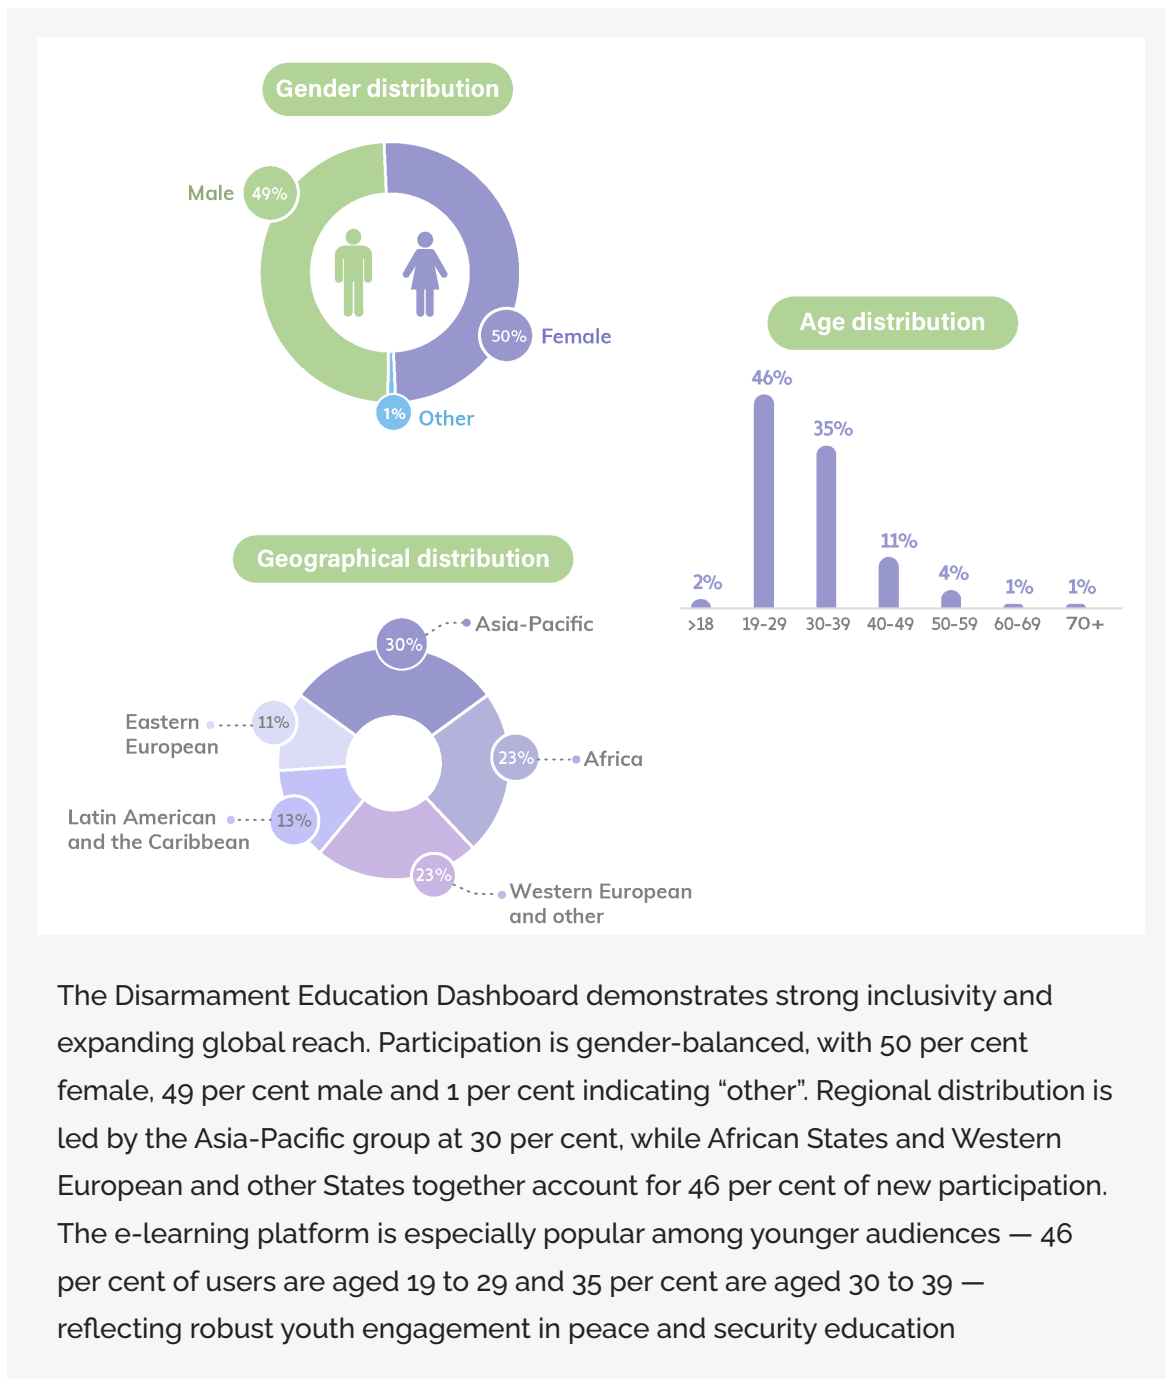 Gender distribution
Male
49%
50%
Female
1%
Other
Age distribution
46%
35%
11%
4%
2%
1%
1%
>18
19-29
30-39
40-49
50-59
60-69
70+
Geographical distribution
30%
Asia-Pacific
11%
Eastern
European
23%
Africa
13%
Latin American
and the Caribbean
23%
Western European
and other
The Disarmament Education Dashboard demonstrates strong inclusivity and
expanding global reach. Participation is gender-balanced, with 50 per cent
female, 49 per cent male and 1 per cent indicating “other”. Regional distribution is
led by the Asia-Pacific group at 30 per cent, while African States and Western
European and other States together account for 46 per cent of new participation.
The e-learning platform is especially popular among younger audiences — 46
per cent of users are aged 19 to 29 and 35 per cent are aged 30 to 39 —
reflecting robust youth engagement in peace and security education